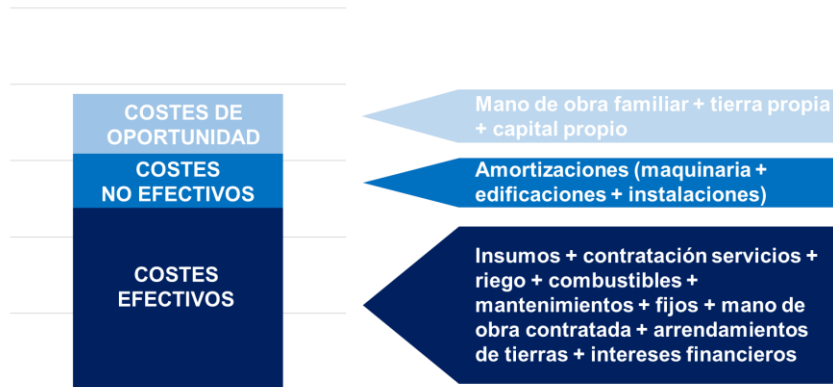 COSTES DE
OPORTUNIDAD
Mano de obra familiar + tierra propia
+ capital propio
COSTES
NO EFECTIVOS
Amortizaciones (maquinaria +
edificaciones + instalaciones)
COSTES
EFECTIVOS
Insumos + contratación servicios +
riego + combustibles +
mantenimientos + fijos + mano de
obra contratada + arrendamientos
de tierras + intereses financieros